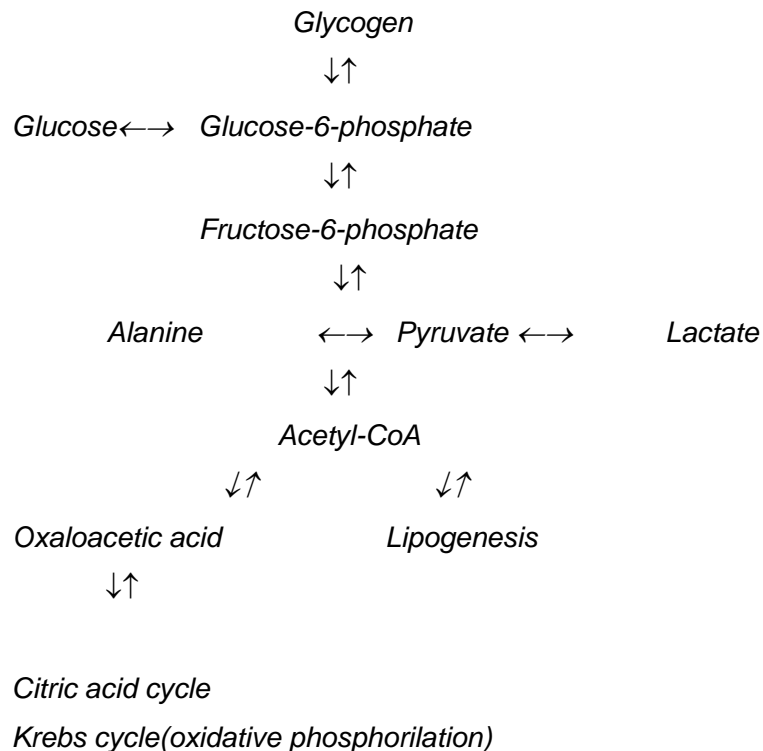 Glycogen
↓↑
Glucose←→ Glucose-6-phosphate
↓↑
Fructose-6-phosphate
↓↑
Alanine ←→ Pyruvate ←→ Lactate
↓↑
Acetyl-CoA
↓↑ ↓↑
Oxaloacetic acid Lipogenesis
↓↑
Citric acid cycle
Krebs cycle(oxidative phosphorilation)